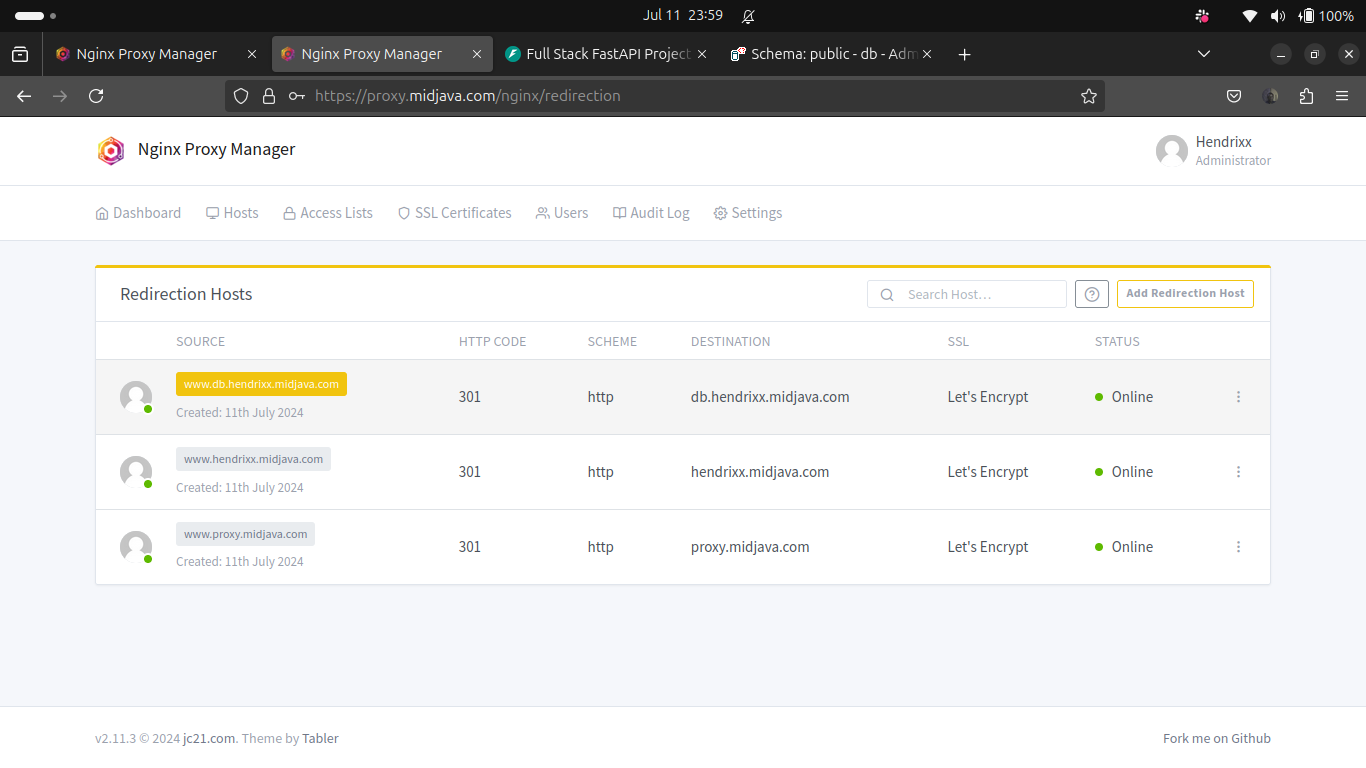 Jul 11 23:59
100%
Nginx Proxy Manager
Nginx Proxy Manager
Full Stack FastAPI Project
Schema: public - db - Adm
https://proxy.midjava.com/nginx/redirection
Nginx Proxy Manager
Hendrixx
Administrator
Dashboard Hosts Access Lists SSL Certificates Users Audit Log Settings
Redirection Hosts
Search Host…
Add Redirection Host
SOURCE HTTP CODE SCHEME DESTINATION SSL STATUS
www.db.hendrixx.midjava.com
Created: 11th July 2024
301 http db.hendrixx.midjava.com Let's Encrypt Online
www.hendrixx.midjava.com
Created: 11th July 2024
301 http hendrixx.midjava.com Let's Encrypt Online
www.proxy.midjava.com
Created: 11th July 2024
301 http proxy.midjava.com Let's Encrypt Online
v2.11.3 © 2024 jc21.com. Theme by Tabler
Fork me on Github